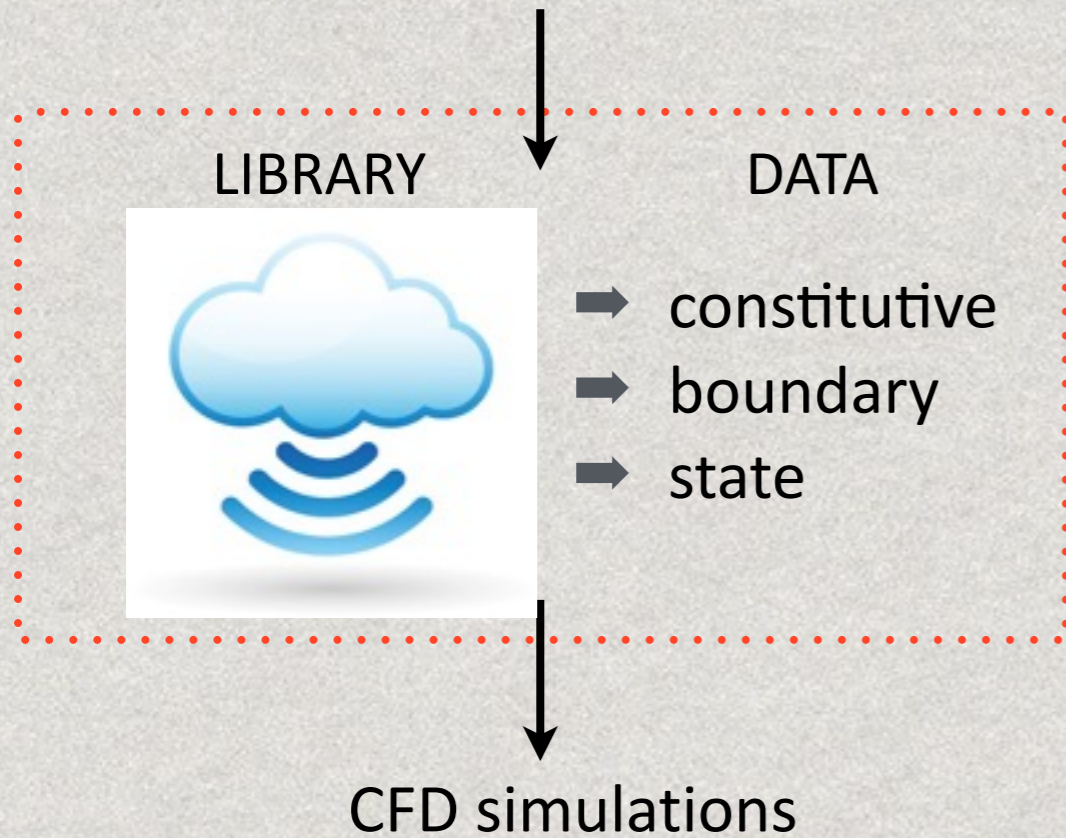 LIBRARY
DATA
constitutive
boundary
state
CFD simulations